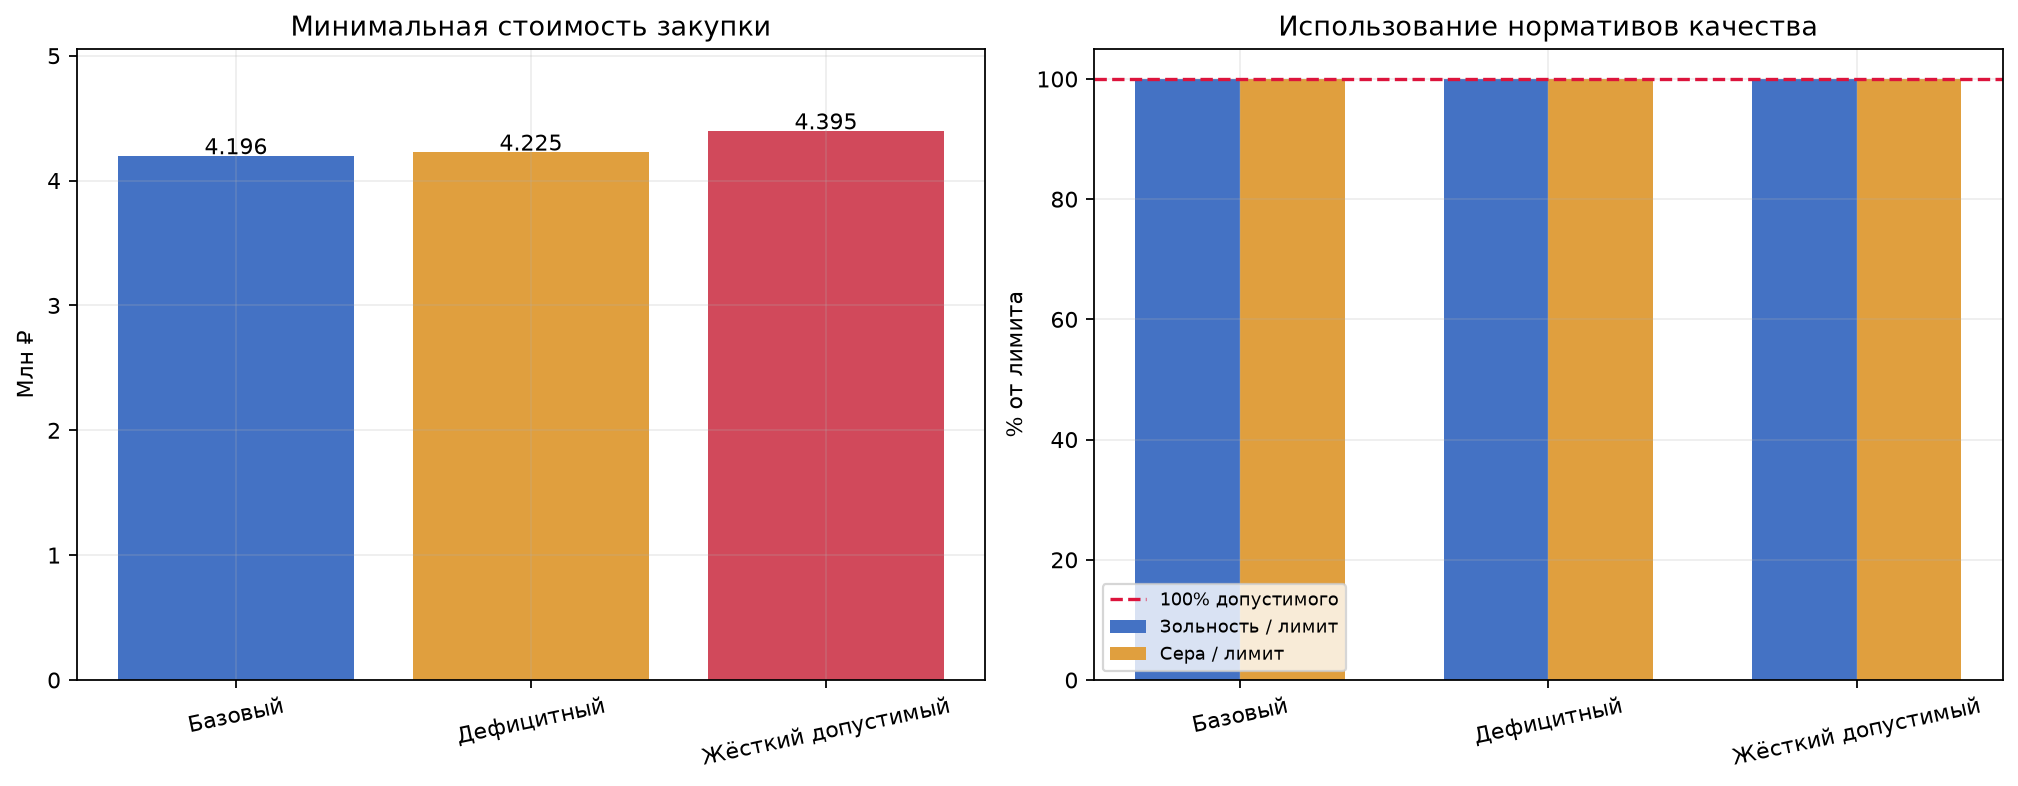 Минимальная стоимость закупки
Млн ₽
5
4
3
2
1
0
4.196
4.225
4.395
Базовый
Дефицитный
Жёсткий допустимый
Использование нормативов качества
% от лимита
100
80
60
40
20
0
100% допустимого
Зольность / лимит
Сера / лимит
Базовый
Дефицитный
Жёсткий допустимый